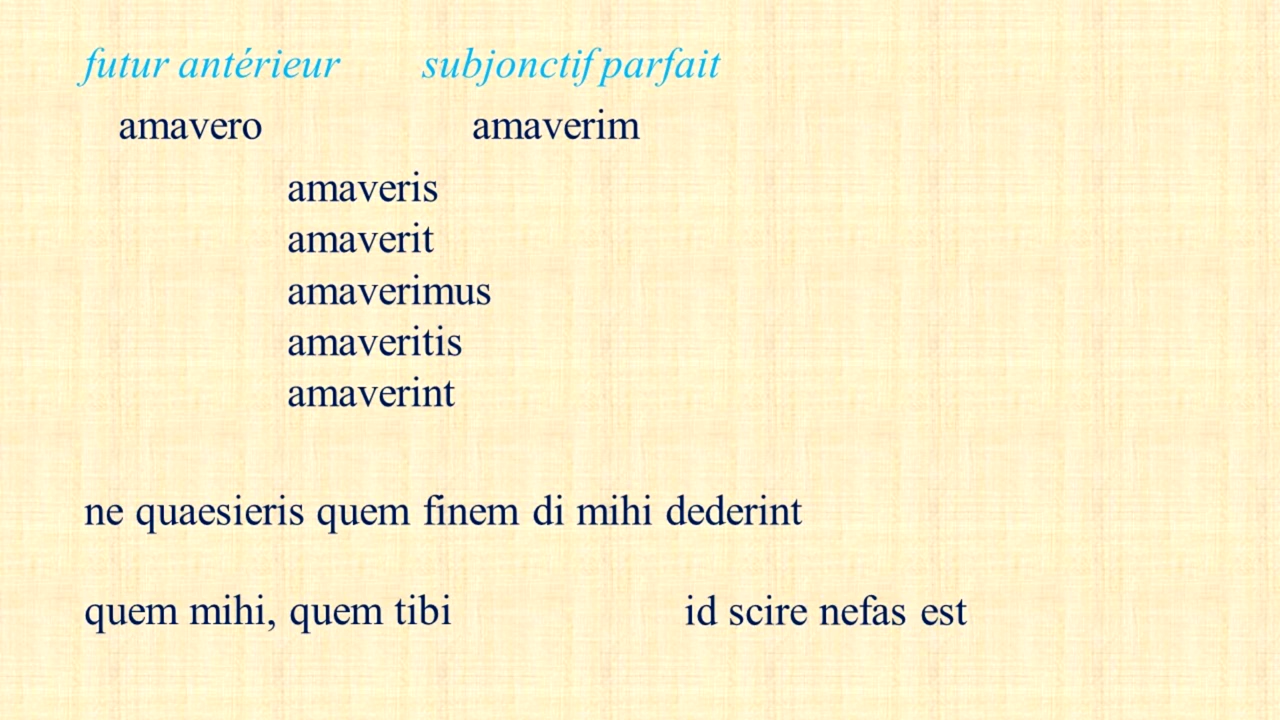 futur antérieur subjonctif parfait
amavero amaverim
amaveris
amaverit
amaverimus
amaveritis
amaverint
ne quaesieris quem finem di mihi dederint
quem mihi, quem tibi id scire nefas est